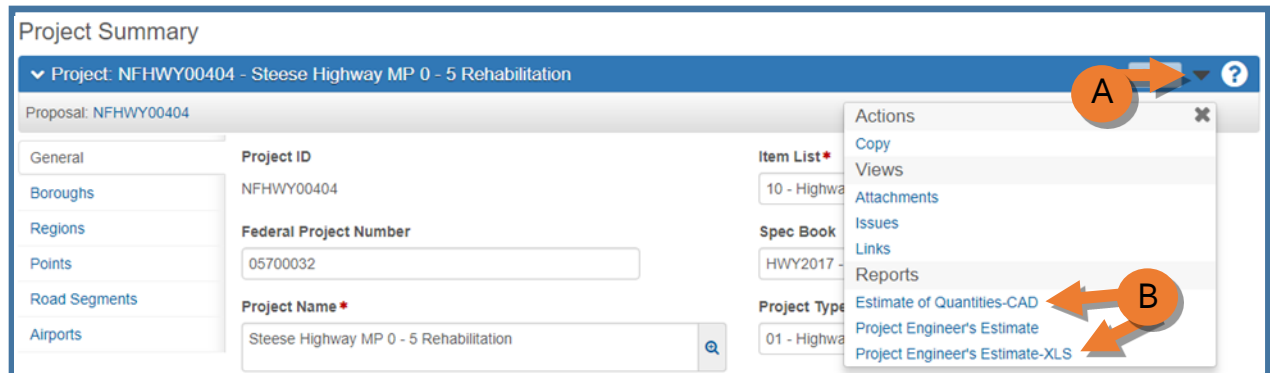 Project Summary
Project: NFHWY00404 - Steese Highway MP 0 - 5 Rehabilitation
A
?
Proposal: NFHWY00404
General
Boroughs
Regions
Points
Road Segments
Airports
Project ID
NFHWY00404
Federal Project Number
05700032
Project Name*
Steese Highway MP 0 - 5 Rehabilitation
Item List*
10 - Highwa
Spec Book
HWY2017 -
Project Type
01 - Highwa
Actions
Copy
Views
Attachments
Issues
Links
Reports
Estimate of Quantities-CAD
Project Engineer's Estimate
Project Engineer's Estimate-XLS
B